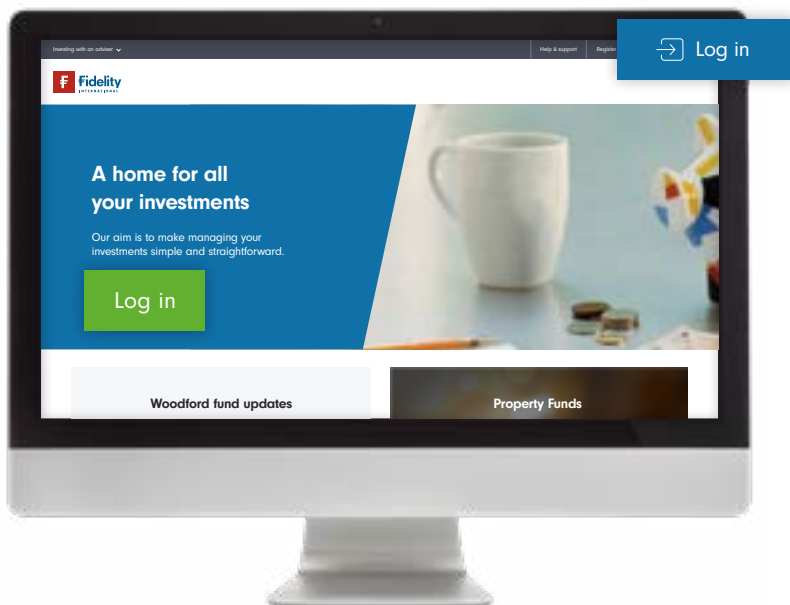 Investing with an adviser
Help & support
Register
Log in
Fidelity
INTERNATIONAL
A home for all
your investments
Our aim is to make managing your
investments simple and straightforward.
Log in
Woodford fund updates
Property Funds